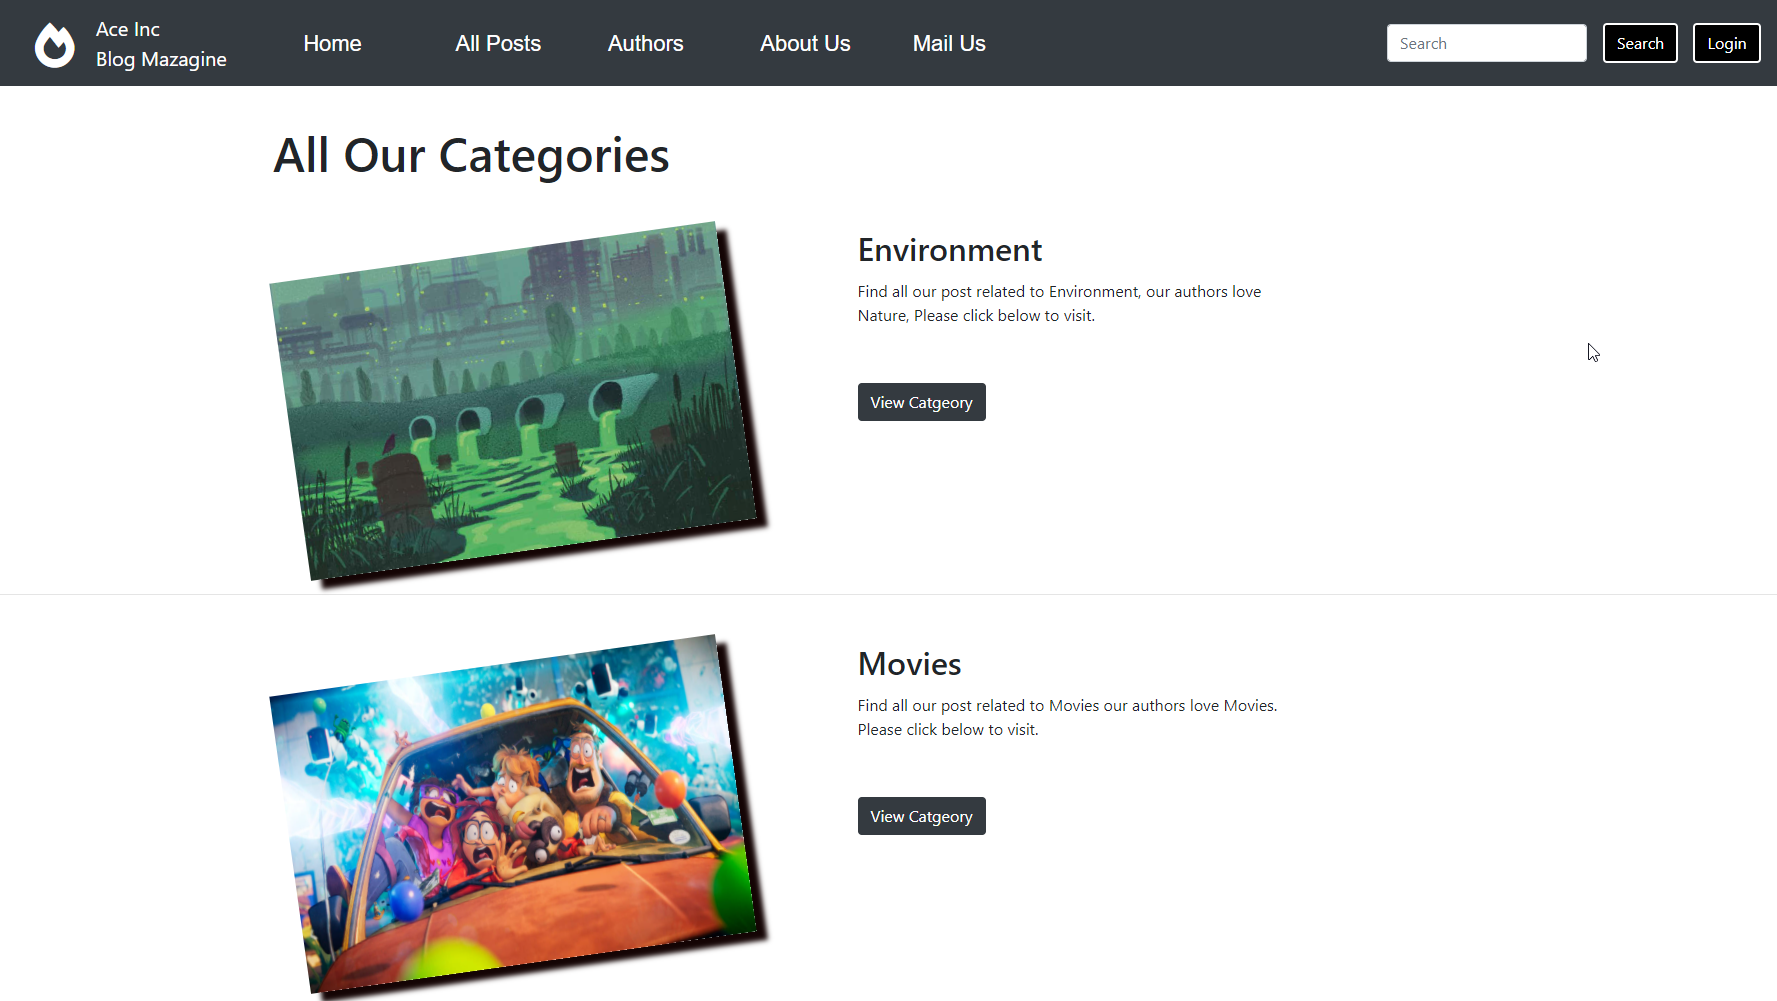 Ace Inc
Blog Mazagine
Home
All Posts
Authors
About Us
Mail Us
Search
Search
Login
All Our Categories
Environment
Find all our post related to Environment, our authors love
Nature, Please click below to visit.
View Catgeory
Movies
Find all our post related to Movies our authors love Movies.
Please click below to visit.
View Catgeory